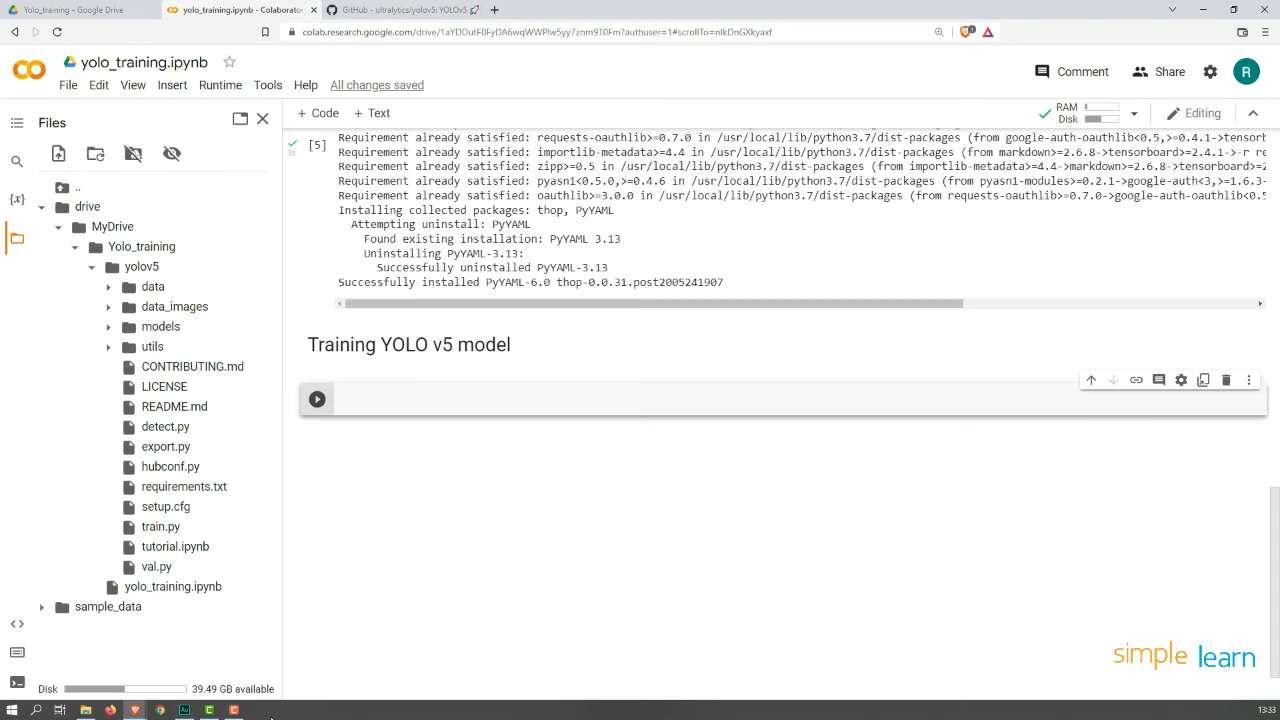 Yolo_training - Google Drive
yolo_training.ipynb - Colaborator
GitHub - ultralytics/yolov5: YOLOv5
colab.research.google.com/drive/1aYDDutF0FyDA6wqWWPlw5yy7znm9T0Fm?authuser=1#scrollTo=nlkDnGXkyaxf
yolo_training.ipynb
File Edit View Insert Runtime Tools Help All changes saved
Comment Share R
Files
+ Code + Text
RAM
Disk
Editing
..
drive
MyDrive
Yolo_training
yolov5
data
data_images
models
utils
CONTRIBUTING.md
LICENSE
README.md
detect.py
export.py
hubconf.py
requirements.txt
setup.cfg
train.py
tutorial.ipynb
val.py
yolo_training.ipynb
sample_data
Disk 39.49 GB available
[5]
3s
Requirement already satisfied: requests-oauthlib>=0.7.0 in /usr/local/lib/python3.7/dist-packages (from google-auth-oauthlib<0.5,>=0.4.1->tensorb
Requirement already satisfied: importlib-metadata>=4.4 in /usr/local/lib/python3.7/dist-packages (from markdown>=2.6.8->tensorboard>=2.4.1->-r re
Requirement already satisfied: zipp>=0.5 in /usr/local/lib/python3.7/dist-packages (from importlib-metadata>=4.4->markdown>=2.6.8->tensorboard>=2
Requirement already satisfied: pyasn1<0.5.0,>=0.4.6 in /usr/local/lib/python3.7/dist-packages (from pyasn1-modules>=0.2.1->google-auth<3,>=1.6.3-
Requirement already satisfied: oauthlib>=3.0.0 in /usr/local/lib/python3.7/dist-packages (from requests-oauthlib>=0.7.0->google-auth-oauthlib<0.5
Installing collected packages: thop, PyYAML
Attempting uninstall: PyYAML
Found existing installation: PyYAML 3.13
Uninstalling PyYAML-3.13:
Successfully uninstalled PyYAML-3.13
Successfully installed PyYAML-6.0 thop-0.0.31.post2005241907
Training YOLO v5 model
simplelearn
13:33